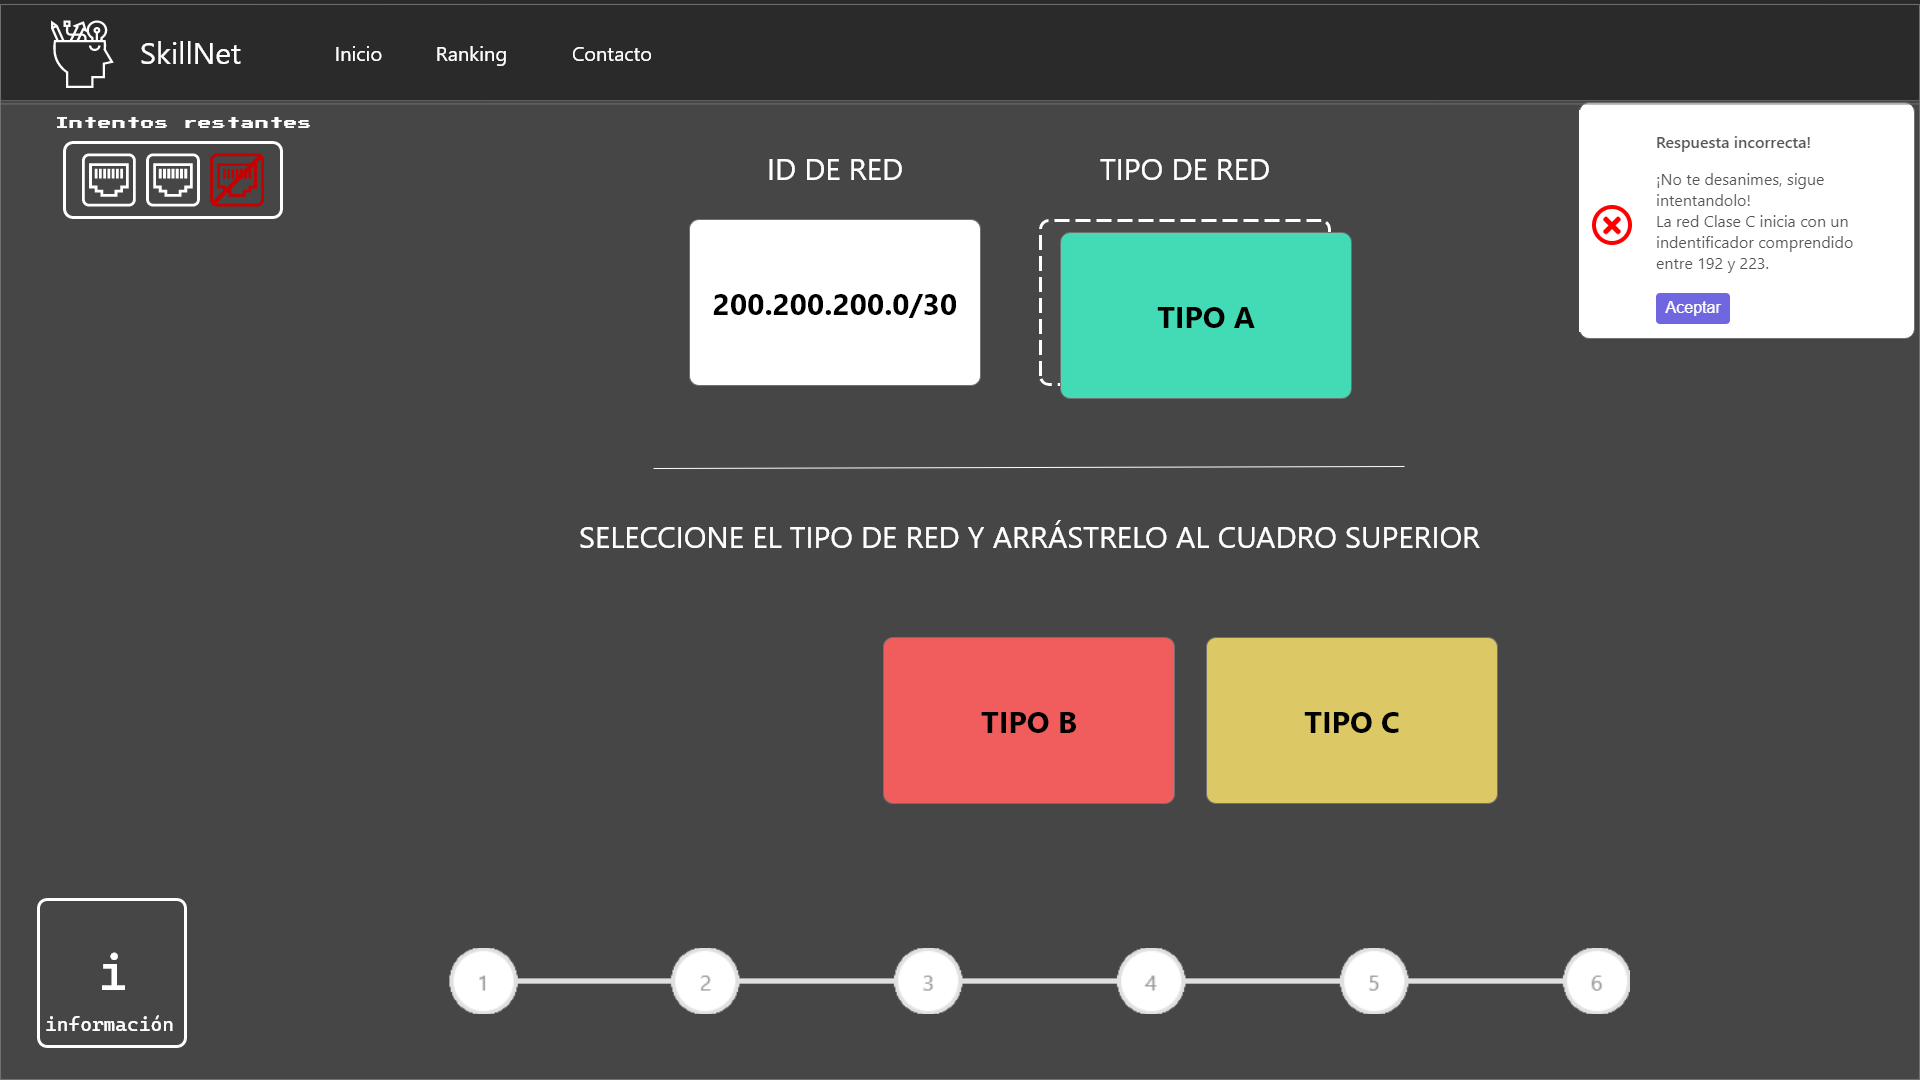 SkillNet
Inicio
Ranking
Contacto
Intentos restantes
ID DE RED
TIPO DE RED
200.200.200.0/30
TIPO A
Respuesta incorrecta!
¡No te desanimes, sigue
intentandolo!
La red Clase C inicia con un
indentificador comprendido
entre 192 y 223.
Aceptar
SELECCIONE EL TIPO DE RED Y ARRÁSTRELO AL CUADRO SUPERIOR
TIPO B
TIPO C
i
información
1
2
3
4
5
6